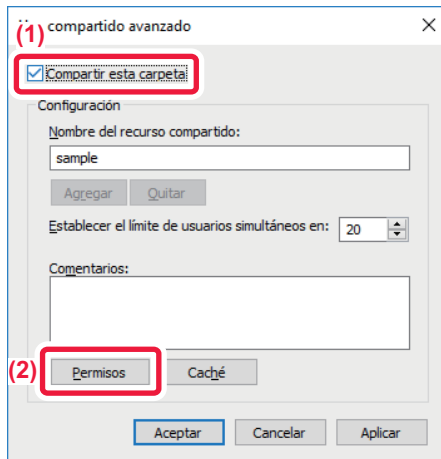 (1)
compartido avanzado
Compartir esta carpeta
Configuración
Nombre del recurso compartido:
sample
Agregar Quitar
Establecer el límite de usuarios simultáneos en: 20
Comentarios:
(2)
Permisos Caché
Aceptar Cancelar Aplicar